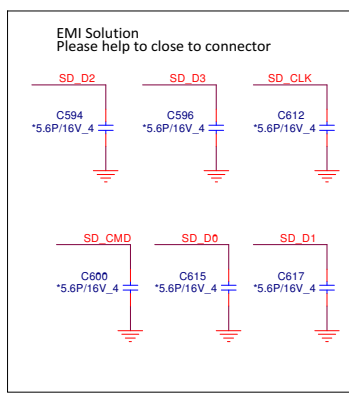 EMI Solution
Please help to close to connector
SD_D2
SD_D3
SD_CLK
C594
*5.6P/16V_4
C596
*5.6P/16V_4
C612
*5.6P/16V_4
SD_CMD
SD_D0
SD_D1
C600
*5.6P/16V_4
C615
*5.6P/16V_4
C617
*5.6P/16V_4